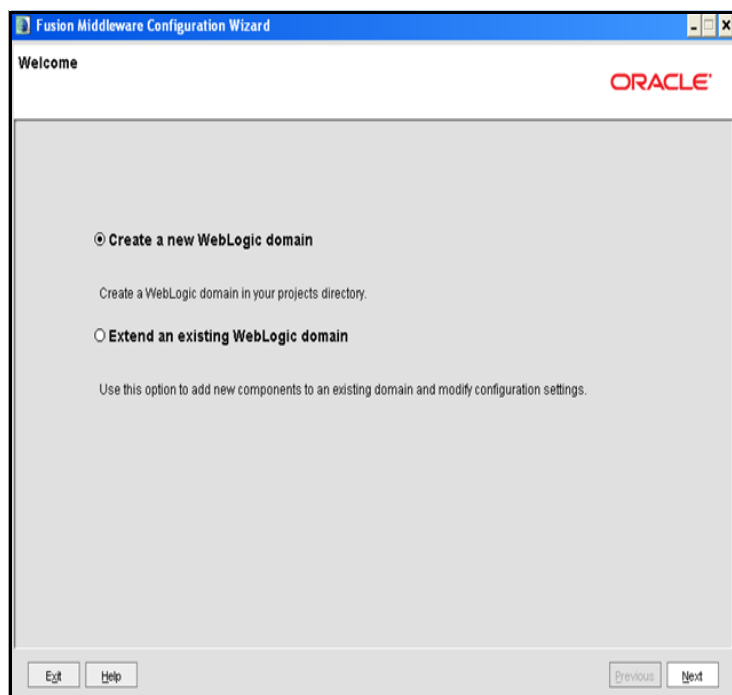 Fusion Middleware Configuration Wizard
Welcome
ORACLE
Create a new WebLogic domain
Create a WebLogic domain in your projects directory.
Extend an existing WebLogic domain
Use this option to add new components to an existing domain and modify configuration settings.
Exit Help Previous Next